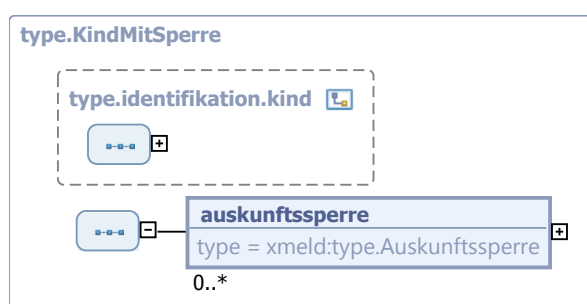 type.KindMitSperre
type.identifikation.kind
auskunftssperre
type = xmeld:type.Auskunftssperre
0..*